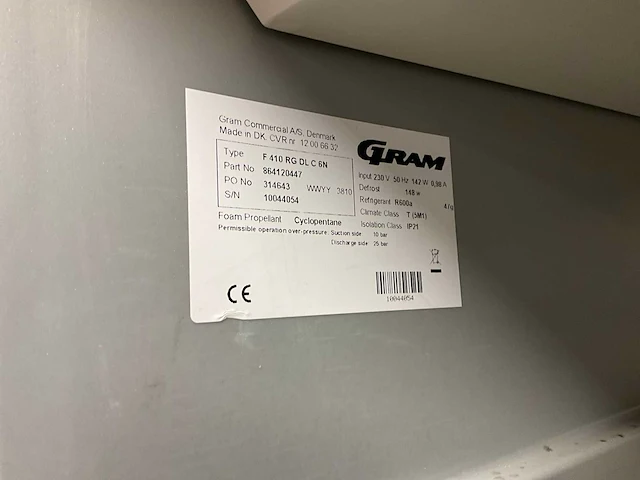 Gram Commercial A/S, Denmark
Made in DK. CVR nr 12 00 66 32
GRAM
Type F 410 RG DL C 6N
Part No 864120447
PO No 314643 WWYY 3810
S/N 10044054
Input 230 V 50 Hz 142 W 0,98 A
Defrost 148 w
Refrigerant R600a 47g
Climate Class T (5M1)
Isolation Class IP21
Foam Propellant Cyclopentane
Permissible operation over-pressure: Suction side: 10 bar
Discharge side: 25 bar
CE
10044054